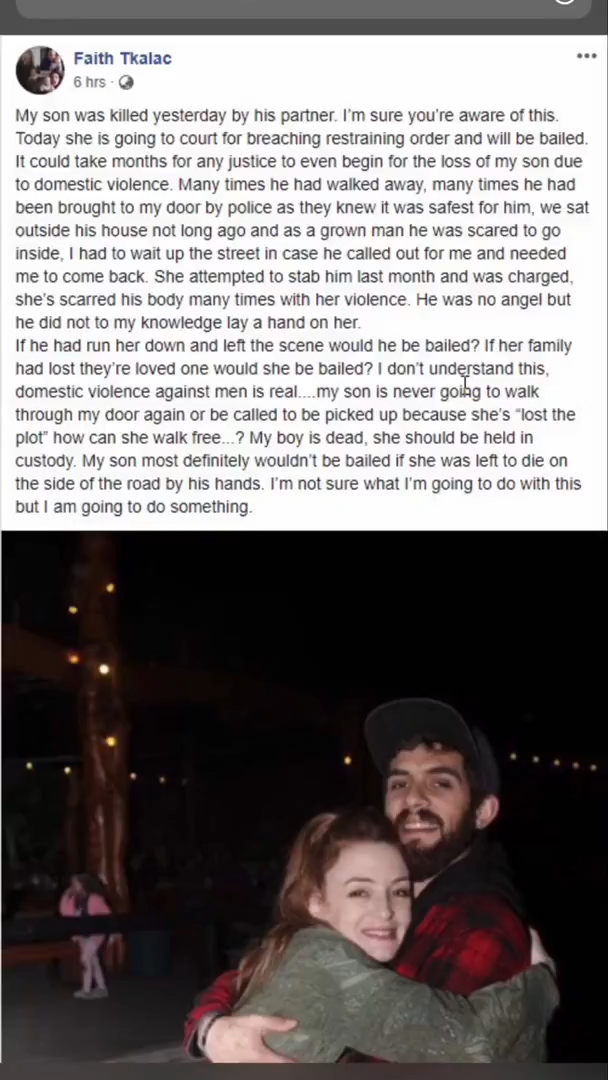 Faith Tkalac
6 hrs ·
My son was killed yesterday by his partner. I'm sure you're aware of this.
Today she is going to court for breaching restraining order and will be bailed.
It could take months for any justice to even begin for the loss of my son due
to domestic violence. Many times he had walked away, many times he had
been brought to my door by police as they knew it was safest for him, we sat
outside his house not long ago and as a grown man he was scared to go
inside, I had to wait up the street in case he called out for me and needed
me to come back. She attempted to stab him last month and was charged,
she's scarred his body many times with her violence. He was no angel but
he did not to my knowledge lay a hand on her.
If he had run her down and left the scene would he be bailed? If her family
had lost they're loved one would she be bailed? I don't understand this,
domestic violence against men is real....my son is never going to walk
through my door again or be called to be picked up because she's "lost the
plot" how can she walk free...? My boy is dead, she should be held in
custody. My son most definitely wouldn't be bailed if she was left to die on
the side of the road by his hands. I'm not sure what I'm going to do with this
but I am going to do something.